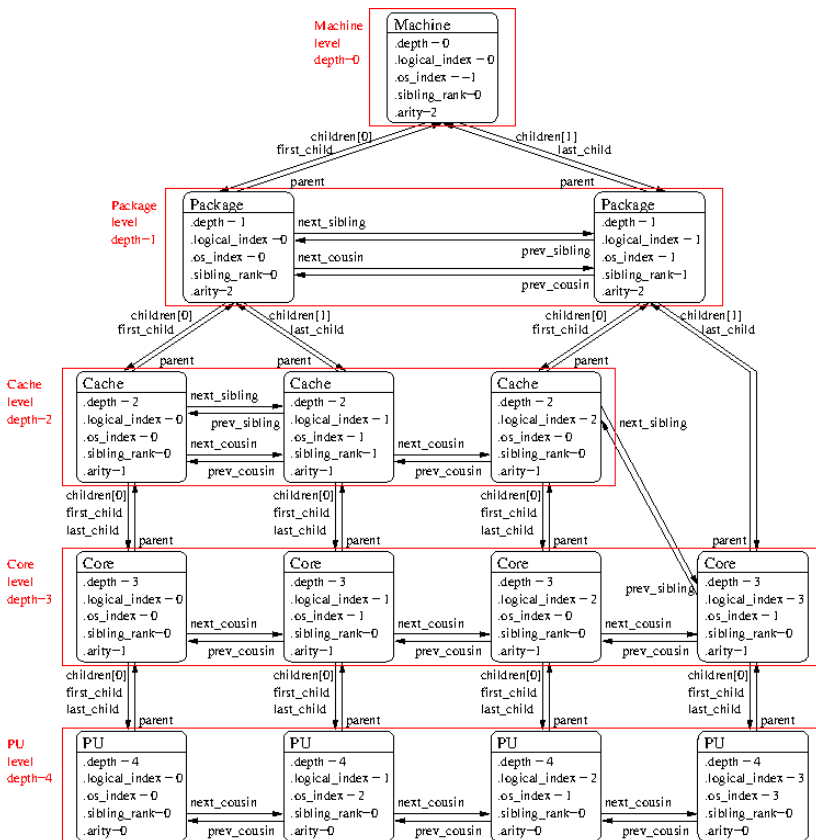 Machine
level
depth=0
Machine
.depth=0
.logical_index=0
.os_index=-1
.sibling_rank=0
.arity=2
children[0]
first_child
children[1]
last_child
parent
parent
Package
level
depth=1
Package
.depth=1
.logical_index=0
.os_index=0
.sibling_rank=0
.arity=2
next_sibling
prev_sibling
next_cousin
prev_cousin
Package
.depth=1
.logical_index=1
.os_index=1
.sibling_rank=1
.arity=2
children[0]
first_child
children[1]
last_child
children[0]
first_child
children[1]
last_child
parent
parent
parent
Cache
level
depth=2
Cache
.depth=2
.logical_index=0
.os_index=0
.sibling_rank=0
.arity=1
next_sibling
prev_sibling
next_cousin
prev_cousin
Cache
.depth=2
.logical_index=1
.os_index=1
.sibling_rank=1
.arity=1
next_cousin
prev_cousin
Cache
.depth=2
.logical_index=2
.os_index=0
.sibling_rank=0
.arity=1
next_sibling
prev_sibling
children[0]
first_child
last_child
parent
children[0]
first_child
last_child
parent
children[0]
first_child
last_child
parent
parent
Core
level
depth=3
Core
.depth=3
.logical_index=0
.os_index=0
.sibling_rank=0
.arity=1
next_cousin
prev_cousin
Core
.depth=3
.logical_index=1
.os_index=1
.sibling_rank=0
.arity=1
next_cousin
prev_cousin
Core
.depth=3
.logical_index=2
.os_index=0
.sibling_rank=0
.arity=1
next_cousin
prev_cousin
Core
.depth=3
.logical_index=3
.os_index=1
.sibling_rank=0
.arity=1
children[0]
first_child
last_child
parent
children[0]
first_child
last_child
parent
children[0]
first_child
last_child
parent
children[0]
first_child
last_child
parent
PU
level
depth=4
PU
.depth=4
.logical_index=0
.os_index=0
.sibling_rank=0
.arity=0
next_cousin
prev_cousin
PU
.depth=4
.logical_index=1
.os_index=2
.sibling_rank=0
.arity=0
next_cousin
prev_cousin
PU
.depth=4
.logical_index=2
.os_index=1
.sibling_rank=0
.arity=0
next_cousin
prev_cousin
PU
.depth=4
.logical_index=3
.os_index=3
.sibling_rank=0
.arity=0